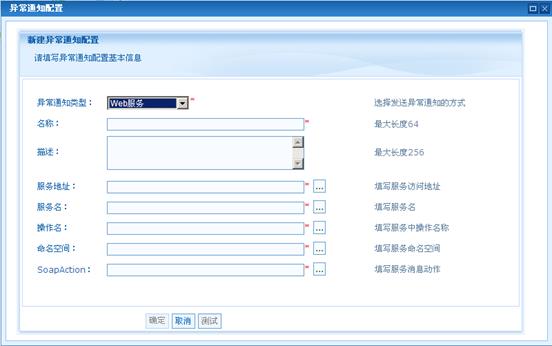 异常通知配置
新建异常通知配置
请填写异常通知配置基本信息
异常通知类型： Web服务 * 选择发送异常通知的方式
名称： * 最大长度64
描述： 最大长度256
服务地址： * ... 填写服务访问地址
服务名： * ... 填写服务名
操作名： * ... 填写服务中操作名称
命名空间： * ... 填写服务命名空间
SoapAction： * ... 填写服务消息动作
确定 取消 测试